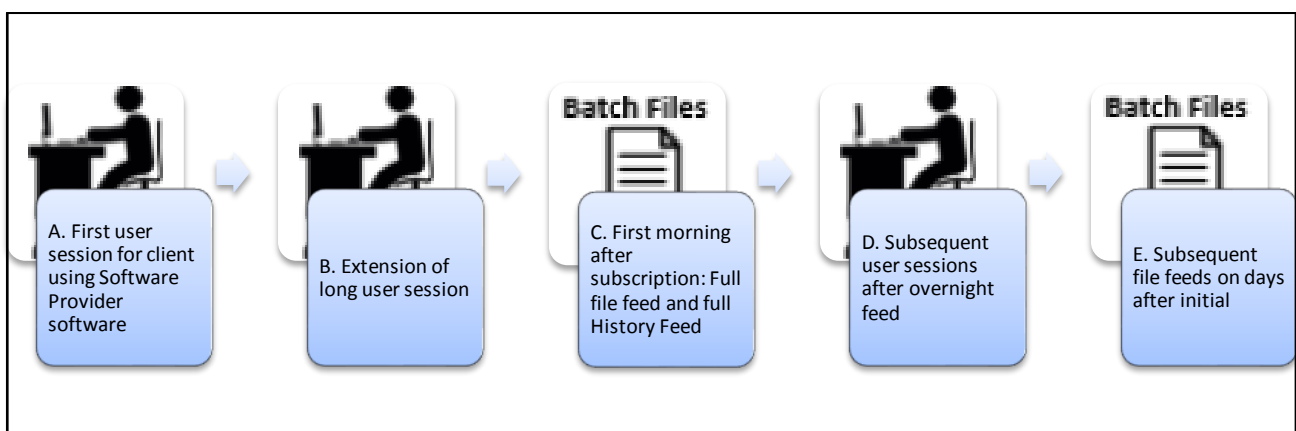 A. First user
session for client
using Software
Provider
software
B. Extension of
long user session
Batch Files
C. First morning
after
subscription: Full
file feed and full
History Feed
D. Subsequent
user sessions
after overnight
feed
Batch Files
E. Subsequent
file feeds on days
after initial